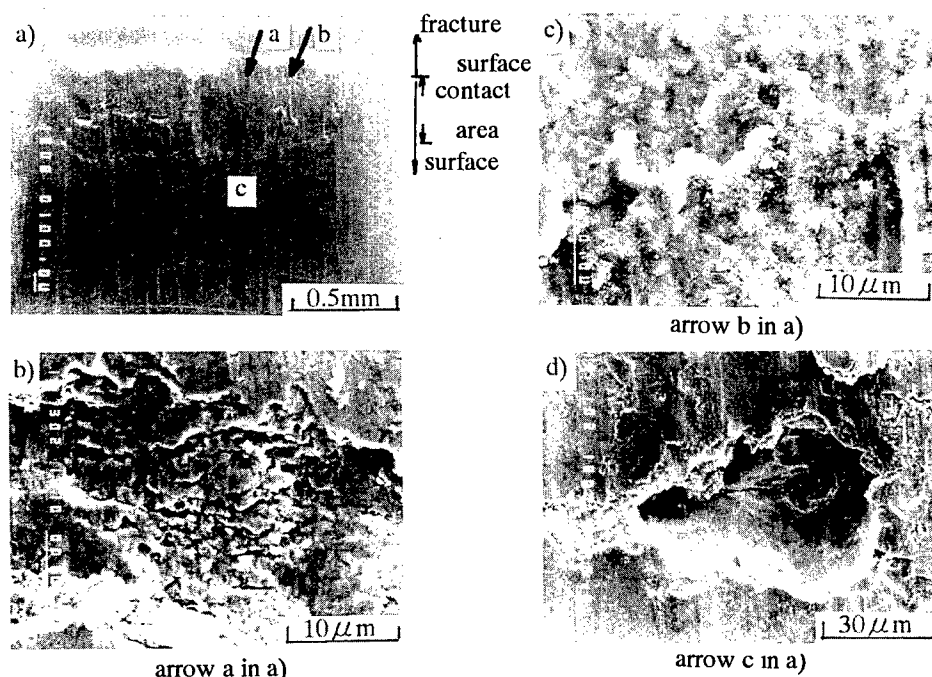 a)
a
b
c
0.5mm
fracture
surface
contact
area
surface
c)
10 μm
arrow b in a)
b)
10 μm
arrow a in a)
d)
30 μm
arrow c in a)